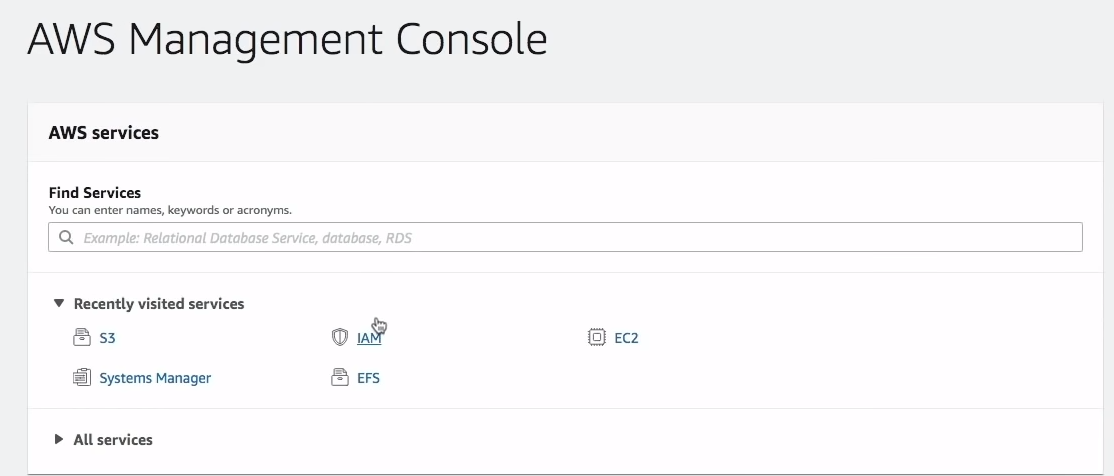 AWS Management Console
AWS services
Find Services
You can enter names, keywords or acronyms.
Example: Relational Database Service, database, RDS
Recently visited services
S3 IAM EC2
Systems Manager EFS
All services